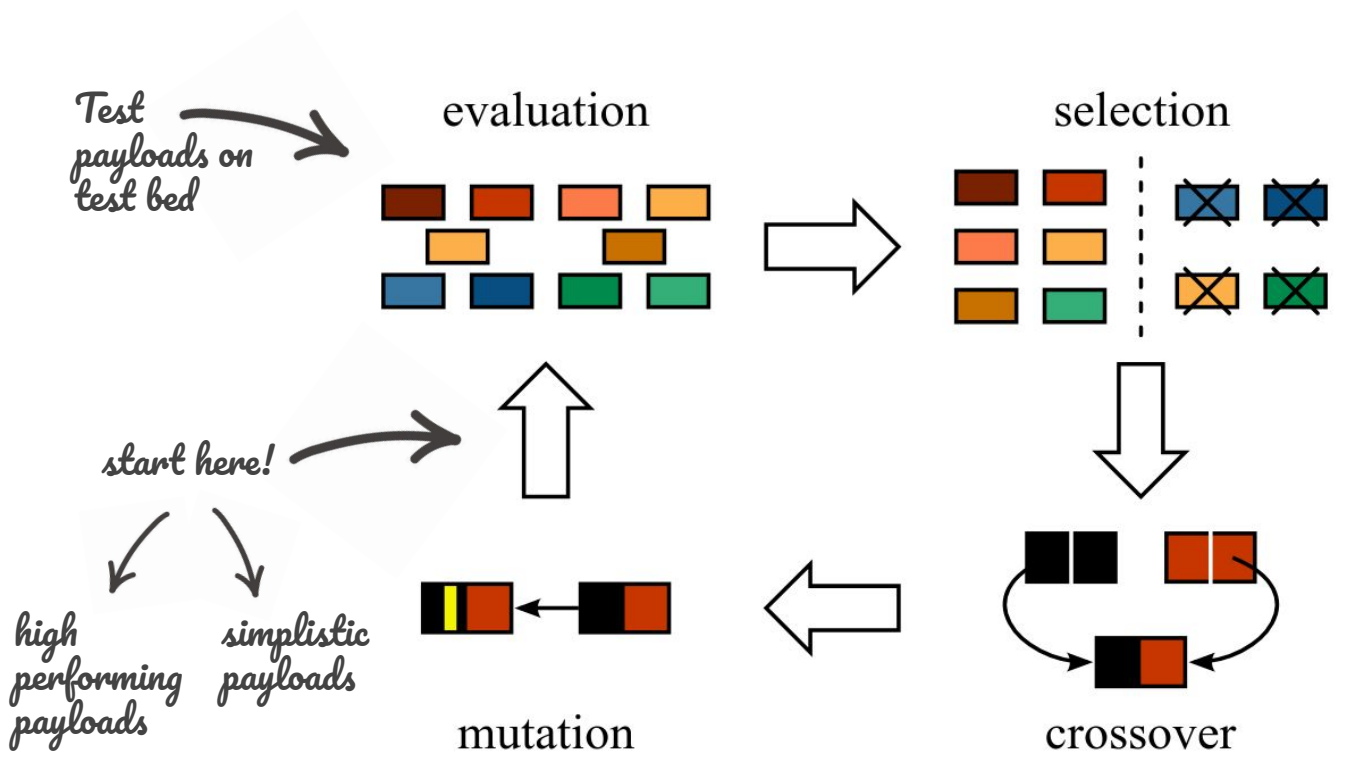 evaluation
selection
Test
payloads on
test bed
start here!
high
performing
payloads
simplistic
payloads
mutation
crossover